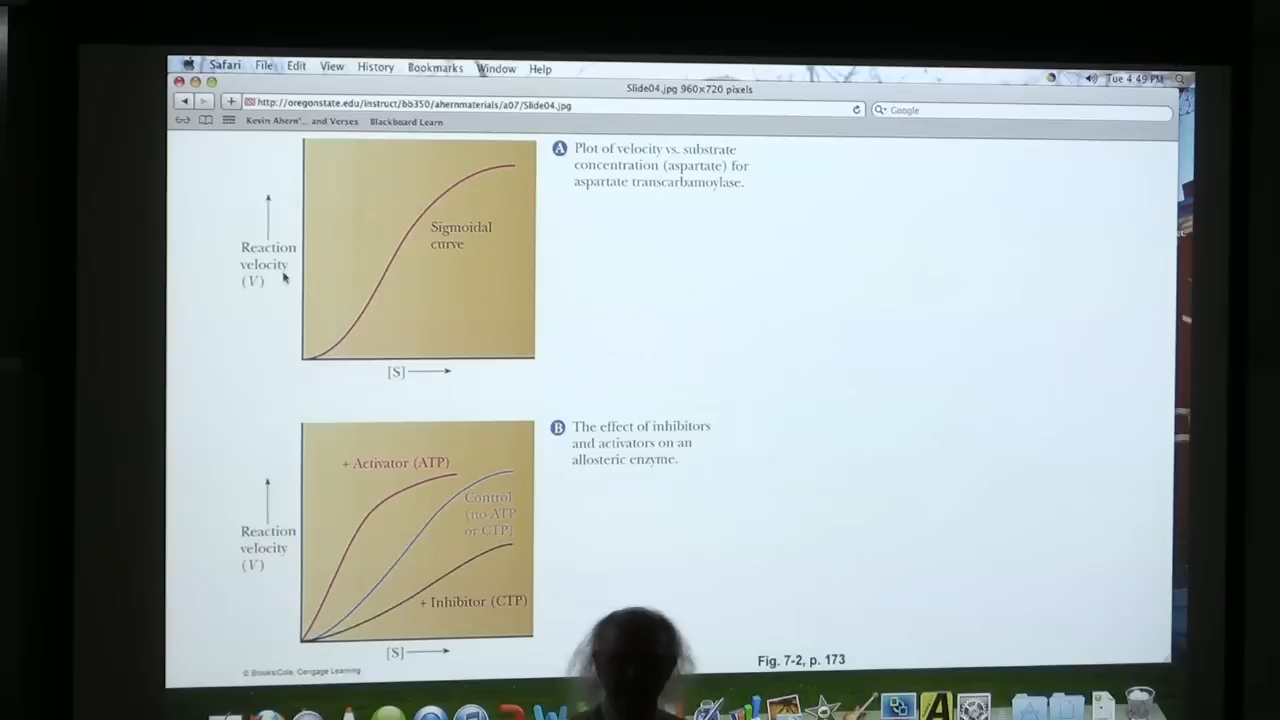 Safari File Edit View History Bookmarks Window Help
Tue 4:49 PM
Slide04.jpg 960×720 pixels
http://oregonstate.edu/instruct/bb350/ahernmaterials/a07/Slide04.jpg
Google
Kevin Ahern'... and Verses Blackboard Learn
A Plot of velocity vs. substrate
concentration (aspartate) for
aspartate transcarbamoylase.
Sigmoidal
curve
Reaction
velocity
(V)
[S]
B The effect of inhibitors
and activators on an
allosteric enzyme.
+ Activator (ATP)
Control
(no ATP
or CTP)
Reaction
velocity
(V)
+ Inhibitor (CTP)
[S]
© Brooks/Cole, Cengage Learning
Fig. 7-2, p. 173